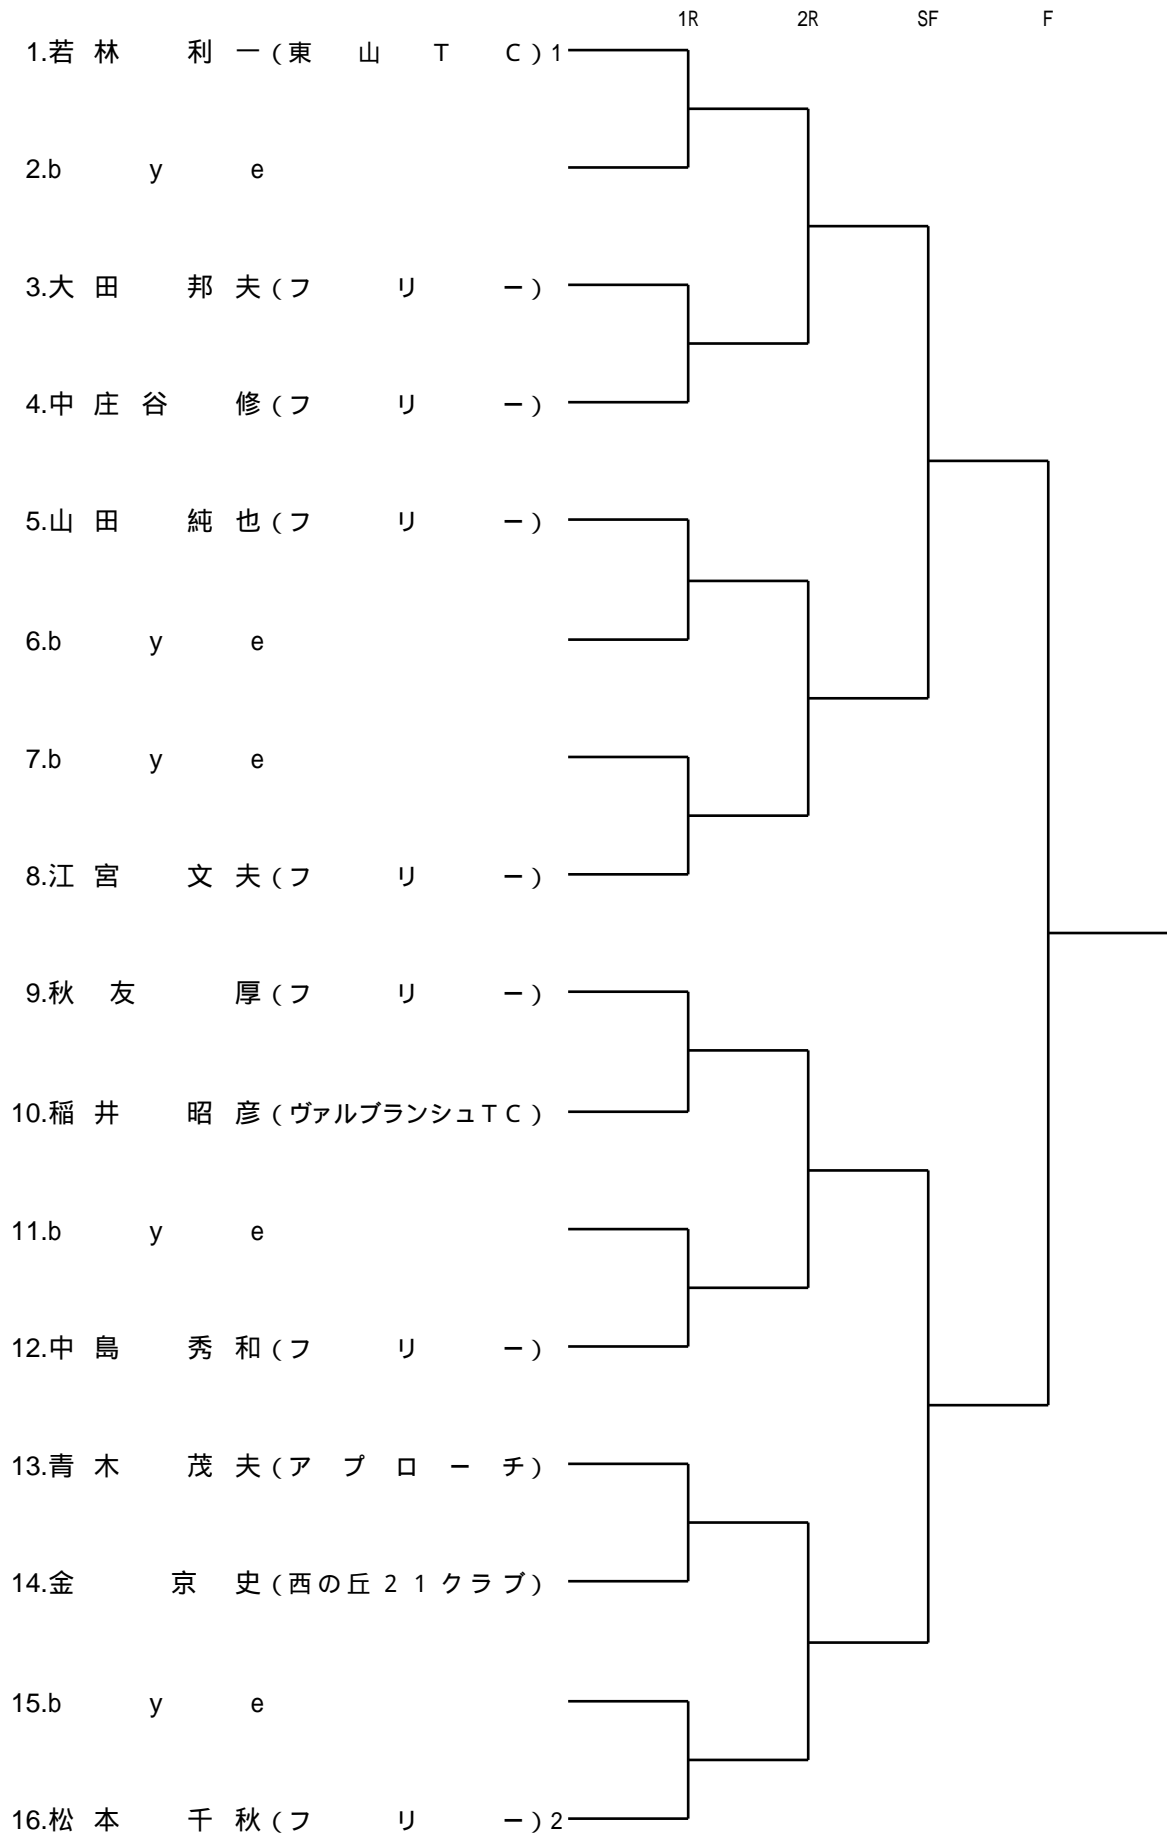 1R 2R SF F
1.若林 利一(東山TC)1
2.bye
3.大田 邦夫(フリー)
4.中庄谷 修(フリー)
5.山田 純也(フリー)
6.bye
7.bye
8.江宮 文夫(フリー)
9.秋友 厚(フリー)
10.稲井 昭彦(ヴァルブランシュTC)
11.bye
12.中島 秀和(フリー)
13.青木 茂夫(アプローチ)
14.金 京史(西の丘21クラブ)
15.bye
16.松本 千秋(フリー)2